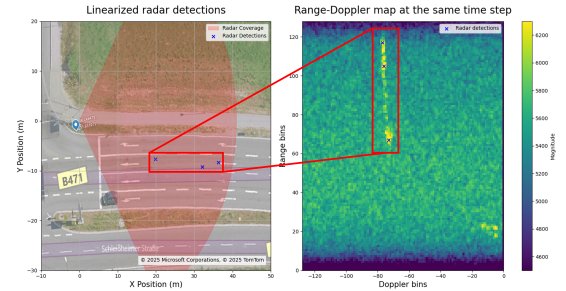 Linearized radar detections
Range-Doppler map at the same time step
Radar Coverage
Radar Detections
Radar detections
20
10
0
−10
−20
−30
Y Position (m)
B471
Schleißheimer Straße
© 2025 Microsoft Corporations, © 2025 TomTom
−10 0 10 20 30 40 50
X Position (m)
120
100
80
60
40
20
0
Range bins
−120 −100 −80 −60 −40 −20 0
Doppler bins
6200
6000
5800
5600
5400
5200
5000
4800
4600
Magnitude